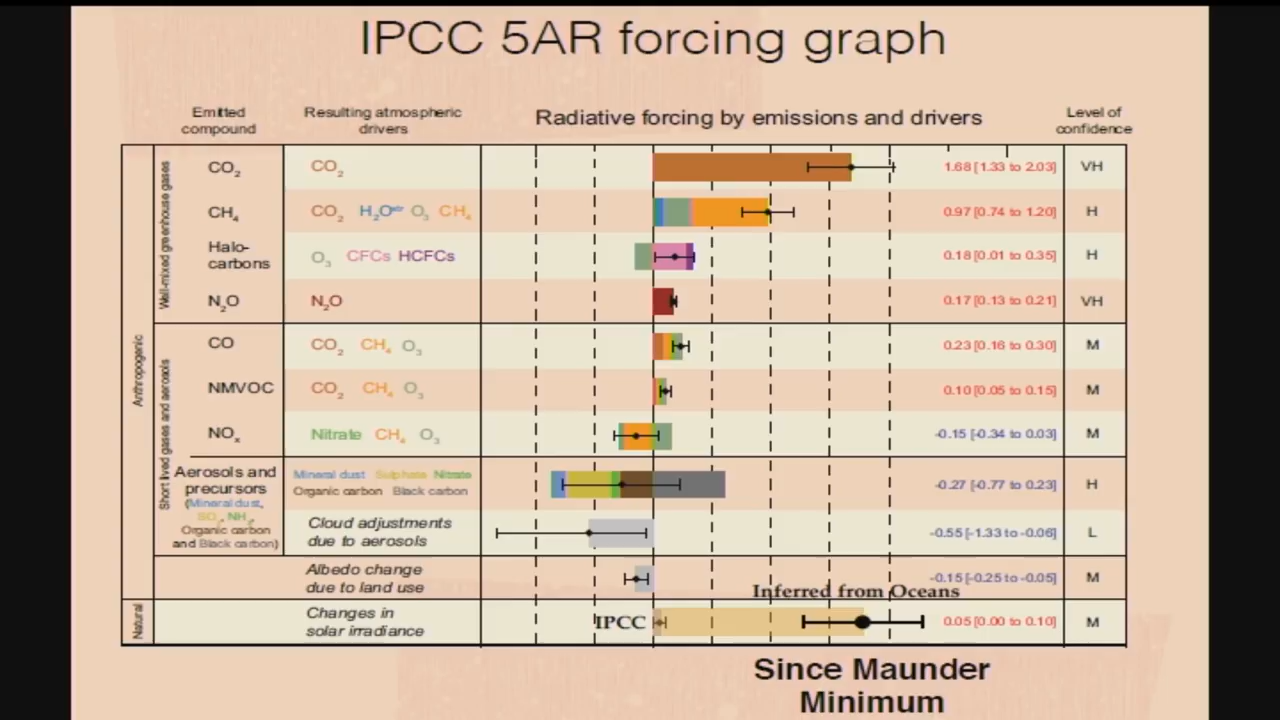 IPCC 5AR forcing graph
Emitted
compound
Resulting atmospheric
drivers
Radiative forcing by emissions and drivers
Level of
confidence
Anthropogenic
Natural
Well-mixed greenhouse gases
Short lived gases and aerosols
CO₂ CO₂ 1.68 [1.33 to 2.03] VH
CH₄ CO₂ H₂Oˢᵗʳ O₃ CH₄ 0.97 [0.74 to 1.20] H
Halo-
carbons O₃ CFCs HCFCs 0.18 [0.01 to 0.35] H
N₂O N₂O 0.17 [0.13 to 0.21] VH
CO CO₂ CH₄ O₃ 0.23 [0.16 to 0.30] M
NMVOC CO₂ CH₄ O₃ 0.10 [0.05 to 0.15] M
NOₓ Nitrate CH₄ O₃ -0.15 [-0.34 to 0.03] M
Aerosols and
precursors
(Mineral dust,
SO₂, NH₃,
Organic carbon
and Black carbon)
Mineral dust Sulphate Nitrate
Organic carbon Black carbon
-0.27 [-0.77 to 0.23] H
Cloud adjustments
due to aerosols
-0.55 [-1.33 to -0.06] L
Albedo change
due to land use
-0.15 [-0.25 to -0.05] M
Inferred from Oceans
Changes in
solar irradiance
IPCC
0.05 [0.00 to 0.10] M
Since Maunder
Minimum